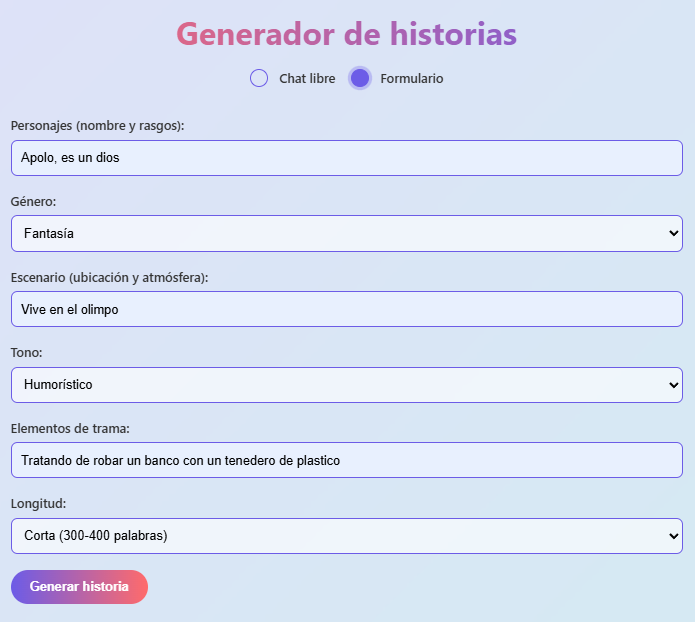 Generador de historias
Chat libre Formulario
Personajes (nombre y rasgos):
Apolo, es un dios
Género:
Fantasía
Escenario (ubicación y atmósfera):
Vive en el olimpo
Tono:
Humorístico
Elementos de trama:
Tratando de robar un banco con un tenedero de plastico
Longitud:
Corta (300-400 palabras)
Generar historia